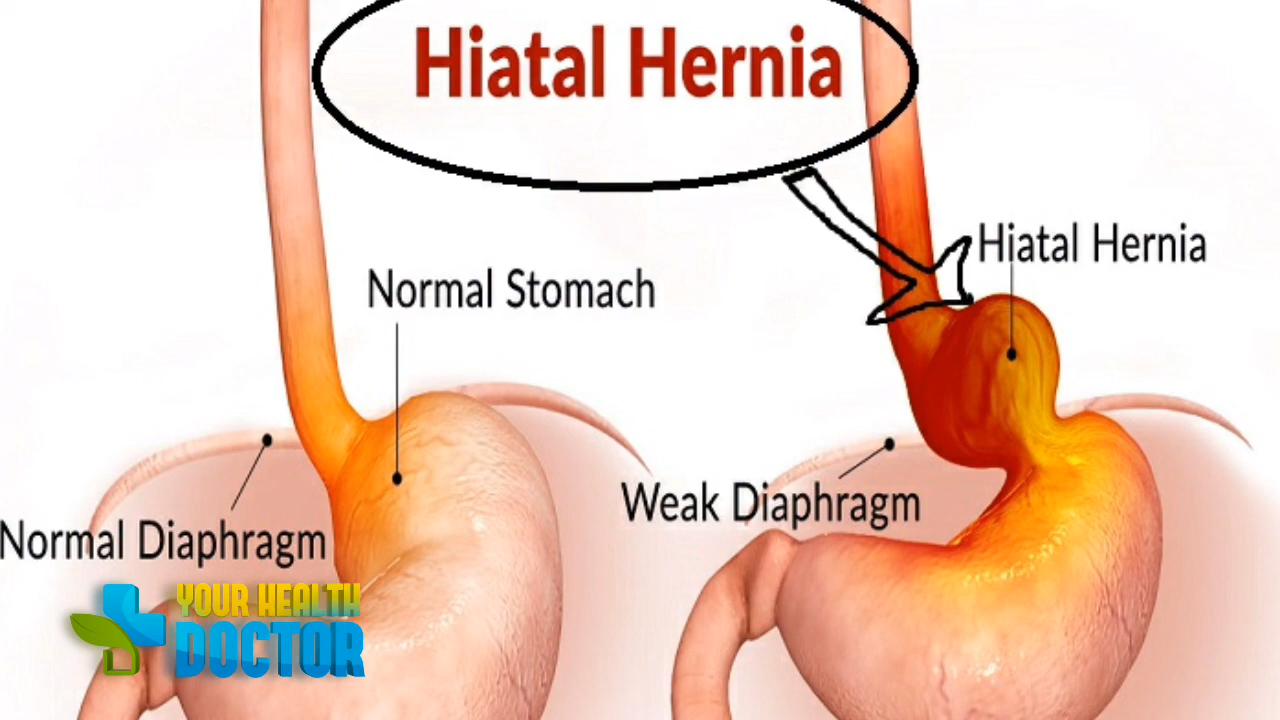 Hiatal Hernia
Hiatal Hernia
Normal Stomach
Weak Diaphragm
Normal Diaphragm
YOUR HEALTH
DOCTOR